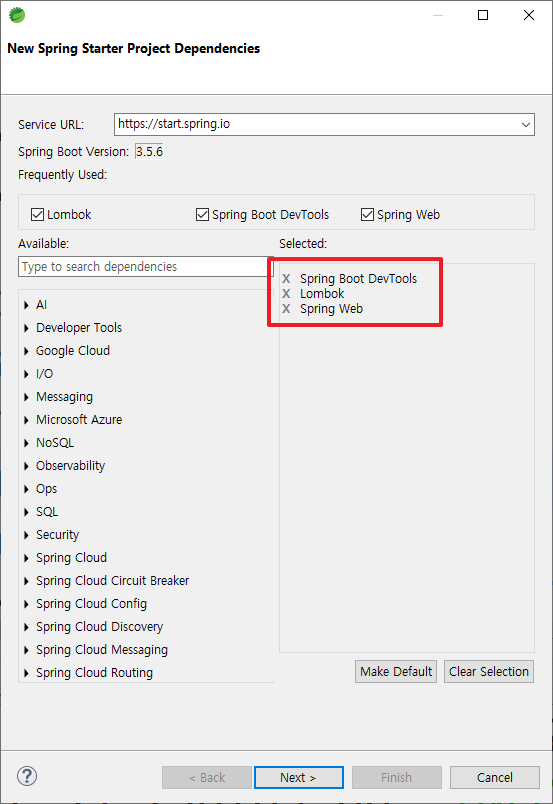 New Spring Starter Project Dependencies
Service URL: https://start.spring.io
Spring Boot Version: 3.5.6
Frequently Used:
Lombok Spring Boot DevTools Spring Web
Available: Selected:
Type to search dependencies
X Spring Boot DevTools
X Lombok
X Spring Web
AI
Developer Tools
Google Cloud
I/O
Messaging
Microsoft Azure
NoSQL
Observability
Ops
SQL
Security
Spring Cloud
Spring Cloud Circuit Breaker
Spring Cloud Config
Spring Cloud Discovery
Spring Cloud Messaging
Spring Cloud Routing
Make Default Clear Selection
? < Back Next > Finish Cancel